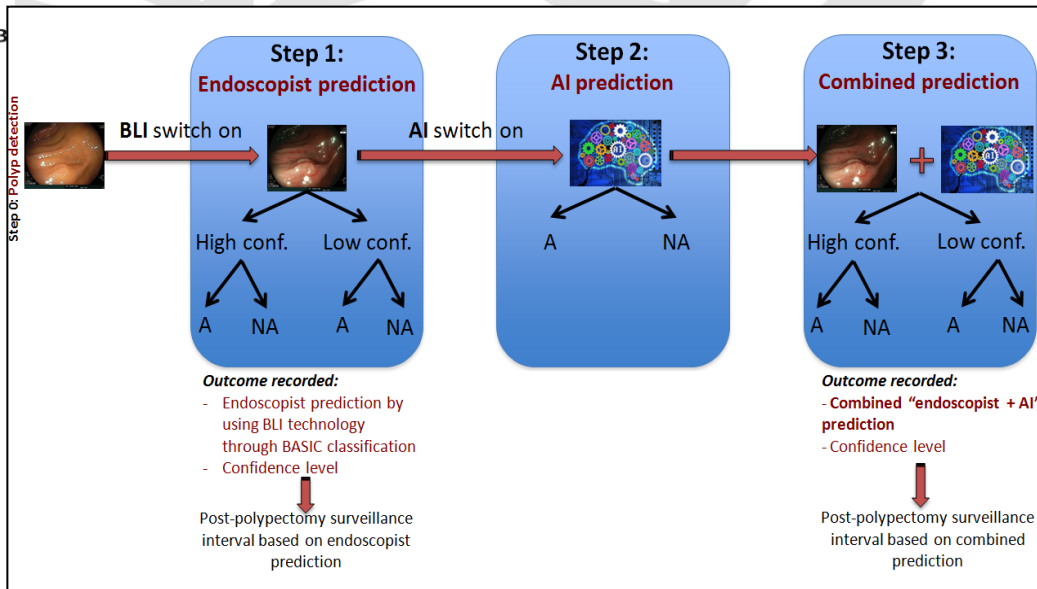 B
Step 0: Polyp detection
BLI switch on
Step 1:
Endoscopist prediction
High conf.
Low conf.
A
NA
A
NA
Outcome recorded:
- Endoscopist prediction by
using BLI technology
through BASIC classification
- Confidence level
Post-polypectomy surveillance
interval based on endoscopist
prediction
AI switch on
Step 2:
AI prediction
AI
A
NA
Step 3:
Combined prediction
+
AI
High conf.
Low conf.
A
NA
A
NA
Outcome recorded:
- Combined “endoscopist + AI”
prediction
- Confidence level
Post-polypectomy surveillance
interval based on combined
prediction